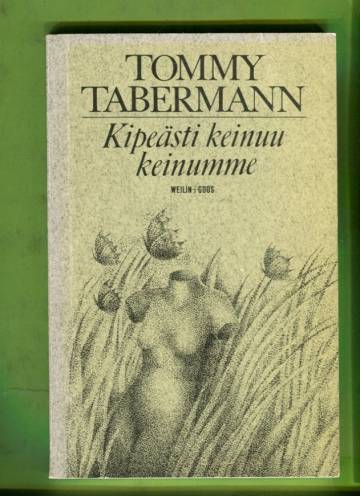 TOMMY
TABERMANN
Kipeästi keinuu
keinumme
WEILIN+GÖÖS